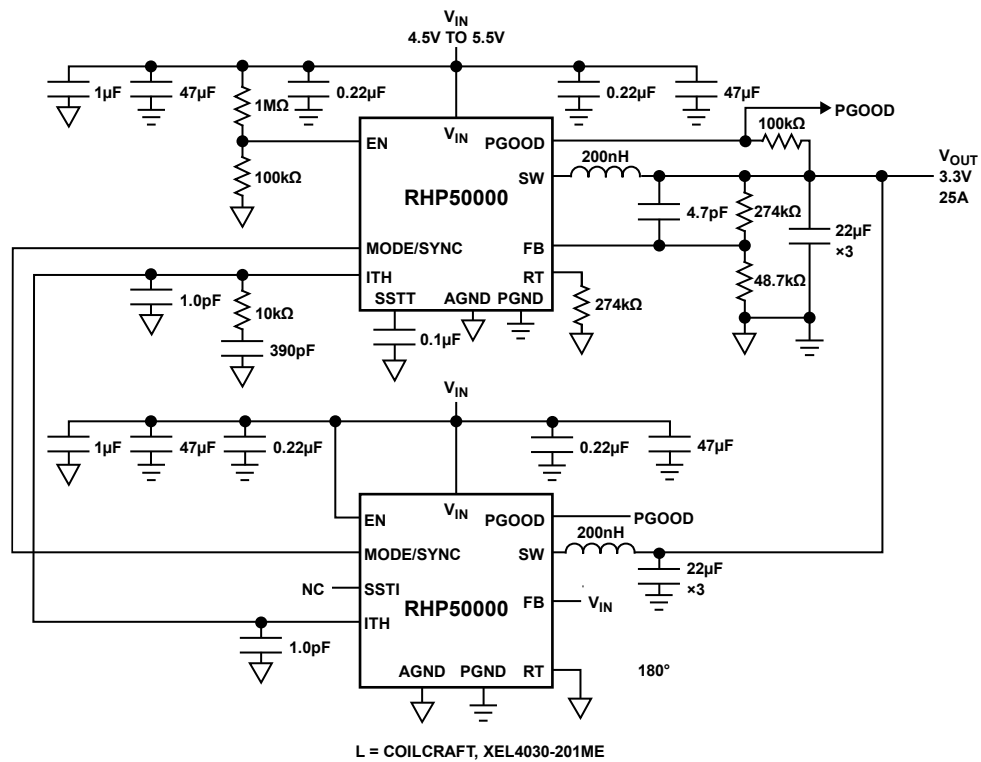 VIN
4.5V TO 5.5V
1µF
47µF
1MΩ
0.22µF
0.22µF
47µF
PGOOD
100kΩ
EN
VIN
PGOOD
200nH
VOUT
3.3V
25A
100kΩ
SW
RHP50000
4.7pF
274kΩ
22µF
×3
MODE/SYNC
FB
ITH
RT
48.7kΩ
1.0pF
10kΩ
SSTT
AGND
PGND
274kΩ
390pF
0.1µF
VIN
1µF
47µF
0.22µF
0.22µF
47µF
EN
VIN
PGOOD
PGOOD
200nH
MODE/SYNC
SW
22µF
×3
NC
SSTI
RHP50000
FB
VIN
ITH
1.0pF
AGND
PGND
RT
180°
L = COILCRAFT, XEL4030-201ME